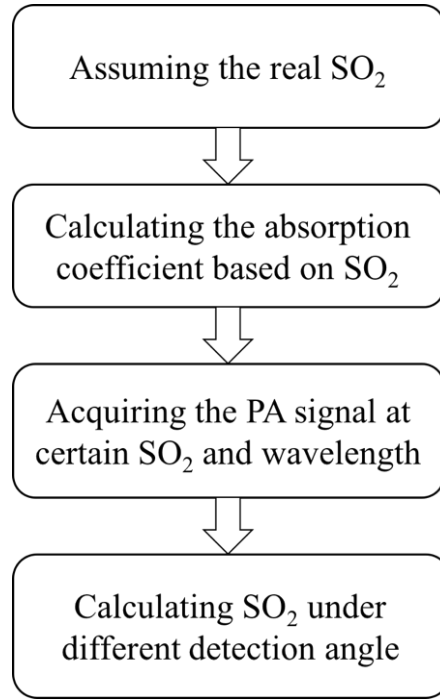 Assuming the real SO₂
Calculating the absorption
coefficient based on SO₂
Acquiring the PA signal at
certain SO₂ and wavelength
Calculating SO₂ under
different detection angle